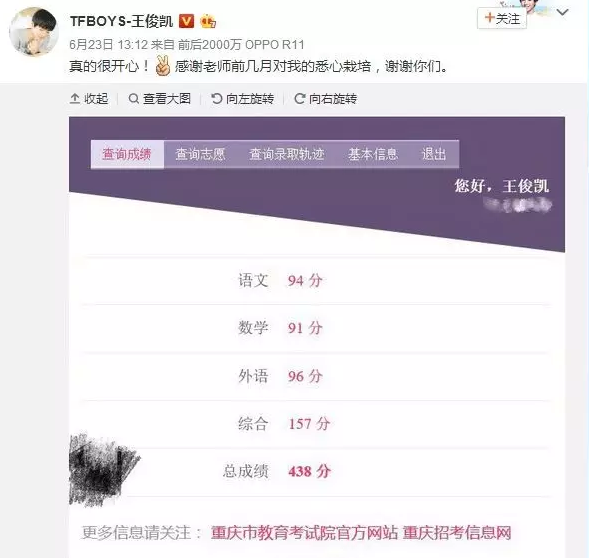 TFBOYS-王俊凯
+关注
6月23日 13:12 来自 前后2000万 OPPO R11
真的很开心！✌感谢老师前几月对我的悉心栽培，谢谢你们。
收起 查看大图 向左旋转 向右旋转
查询成绩 查询志愿 查询录取轨迹 基本信息 退出
您好，王俊凯
语文 94 分
数学 91 分
外语 96 分
综合 157 分
总成绩 438 分
更多信息请关注： 重庆市教育考试院官方网站 重庆招考信息网